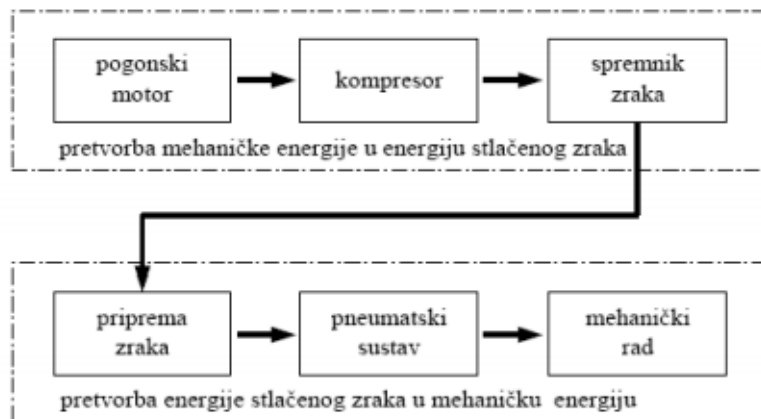 pogonski
motor
kompresor
spremnik
zraka
pretvorba mehaničke energije u energiju stlačenog zraka
priprema
zraka
pneumatski
sustav
mehanički
rad
pretvorba energije stlačenog zraka u mehaničku energiju